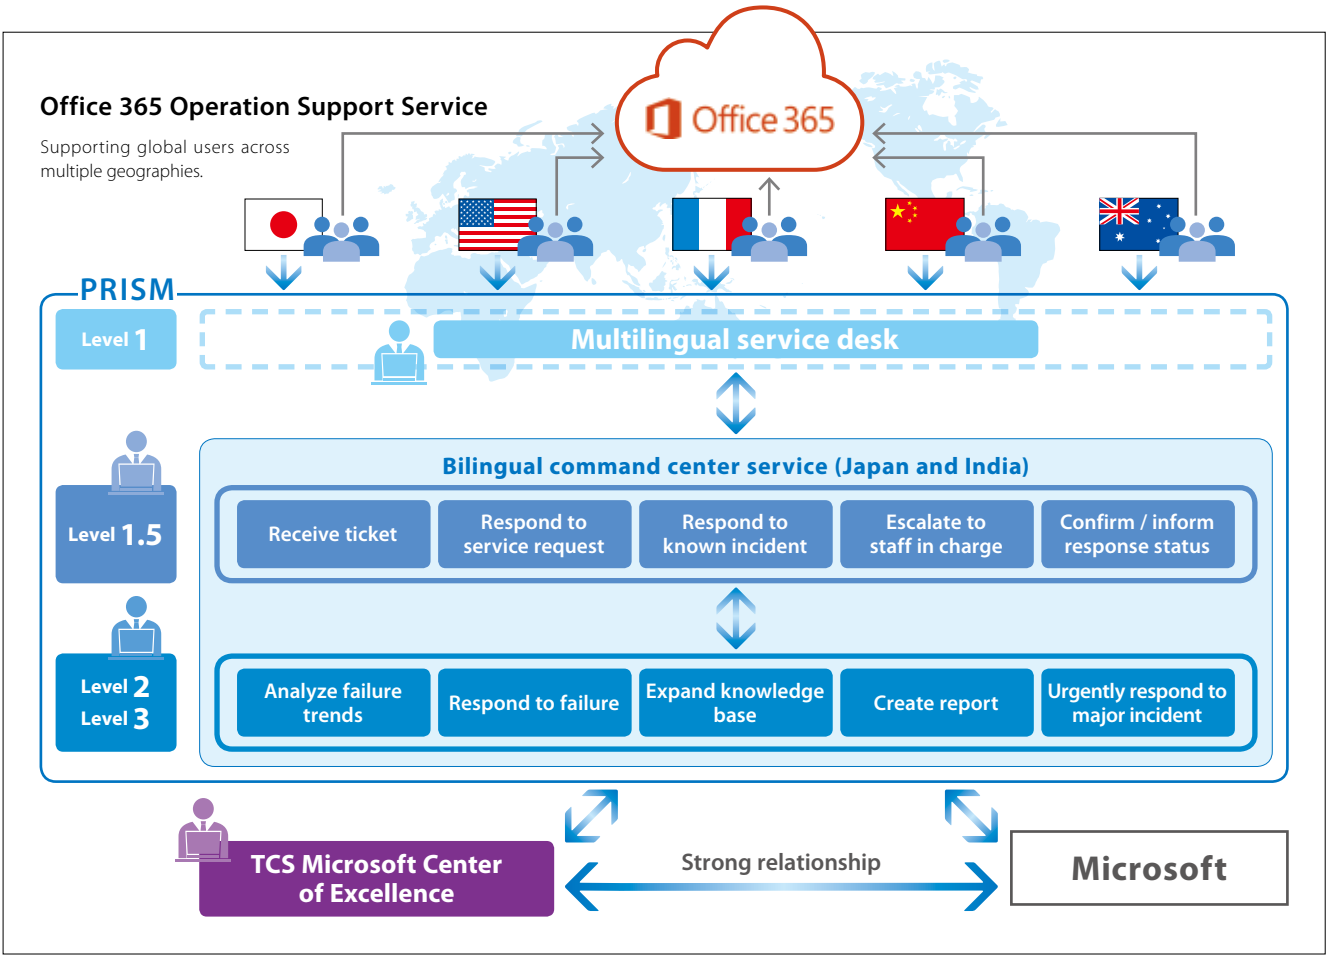 Office 365 Operation Support Service
Supporting global users across
multiple geographies.
Office 365
PRISM
Level 1
Multilingual service desk
Bilingual command center service (Japan and India)
Level 1.5
Receive ticket
Respond to
service request
Respond to
known incident
Escalate to
staff in charge
Confirm / inform
response status
Level 2
Level 3
Analyze failure
trends
Respond to failure
Expand knowledge
base
Create report
Urgently respond to
major incident
TCS Microsoft Center
of Excellence
Strong relationship
Microsoft